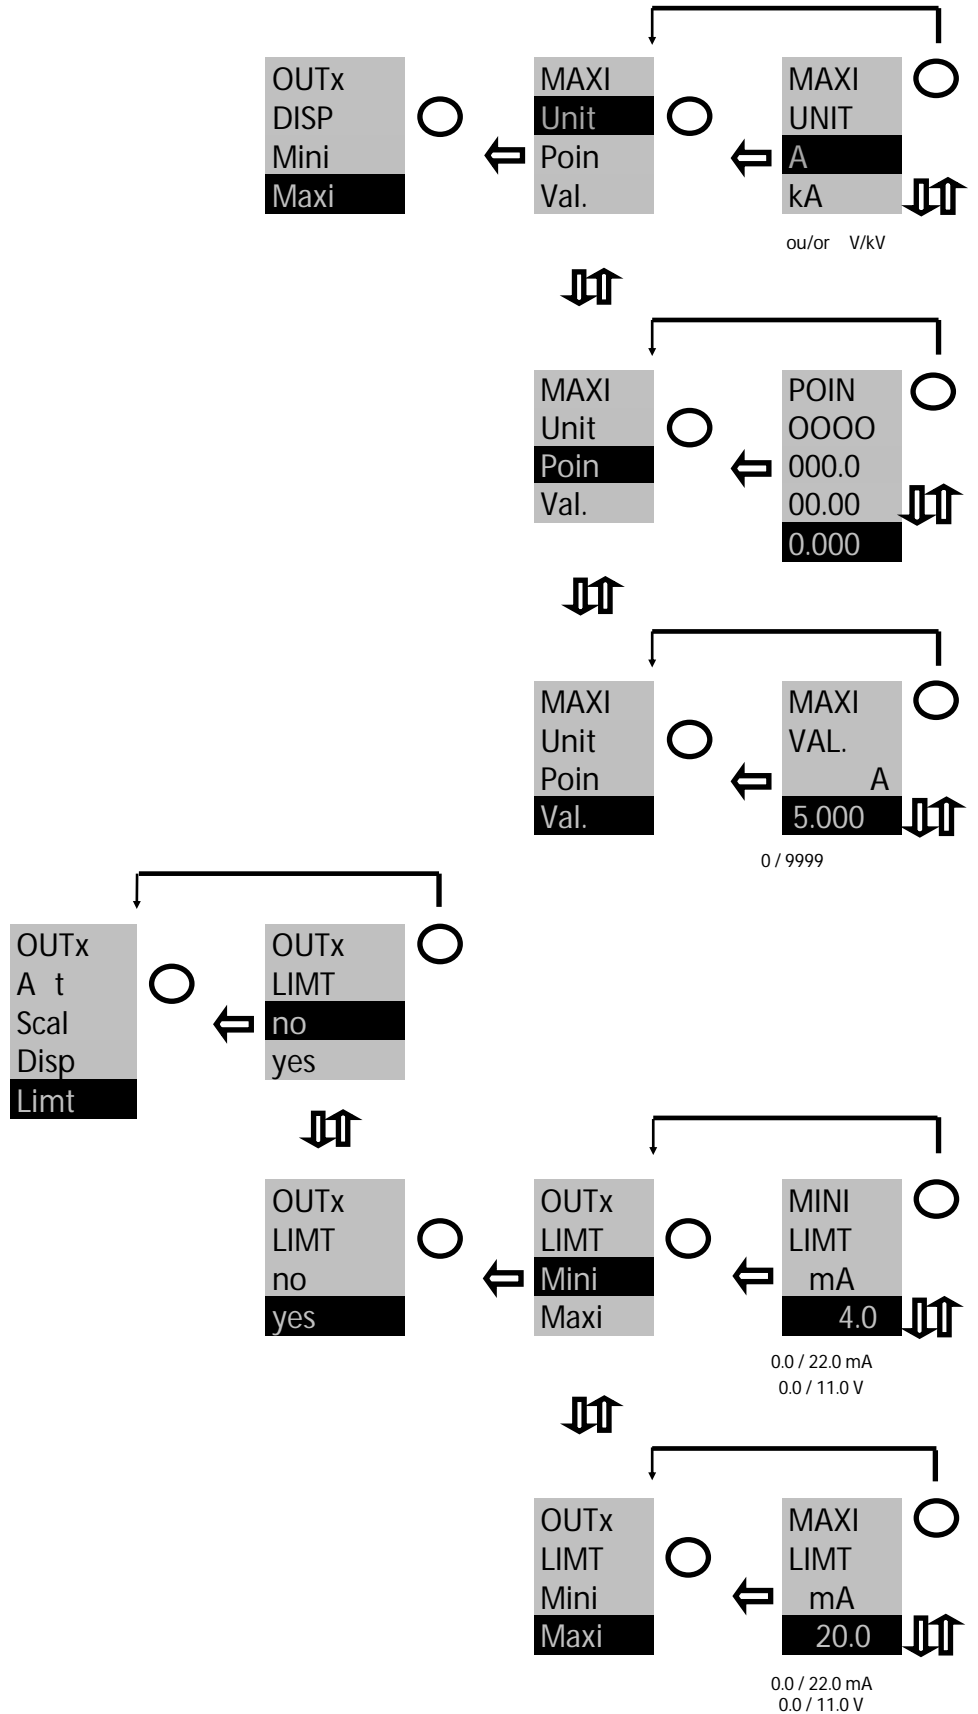 OUTx
DISP
Mini
Maxi
MAXI
Unit
Poin
Val.
MAXI
UNIT
A
kA
ou/or V/kV
MAXI
Unit
Poin
Val.
POIN
OOOO
000.0
00.00
0.000
MAXI
Unit
Poin
Val.
MAXI
VAL.
A
5.000
0 / 9999
OUTx
A t
Scal
Disp
Limt
OUTx
LIMT
no
yes
OUTx
LIMT
no
yes
OUTx
LIMT
Mini
Maxi
MINI
LIMT
mA
4.0
0.0 / 22.0 mA
0.0 / 11.0 V
OUTx
LIMT
Mini
Maxi
MAXI
LIMT
mA
20.0
0.0 / 22.0 mA
0.0 / 11.0 V